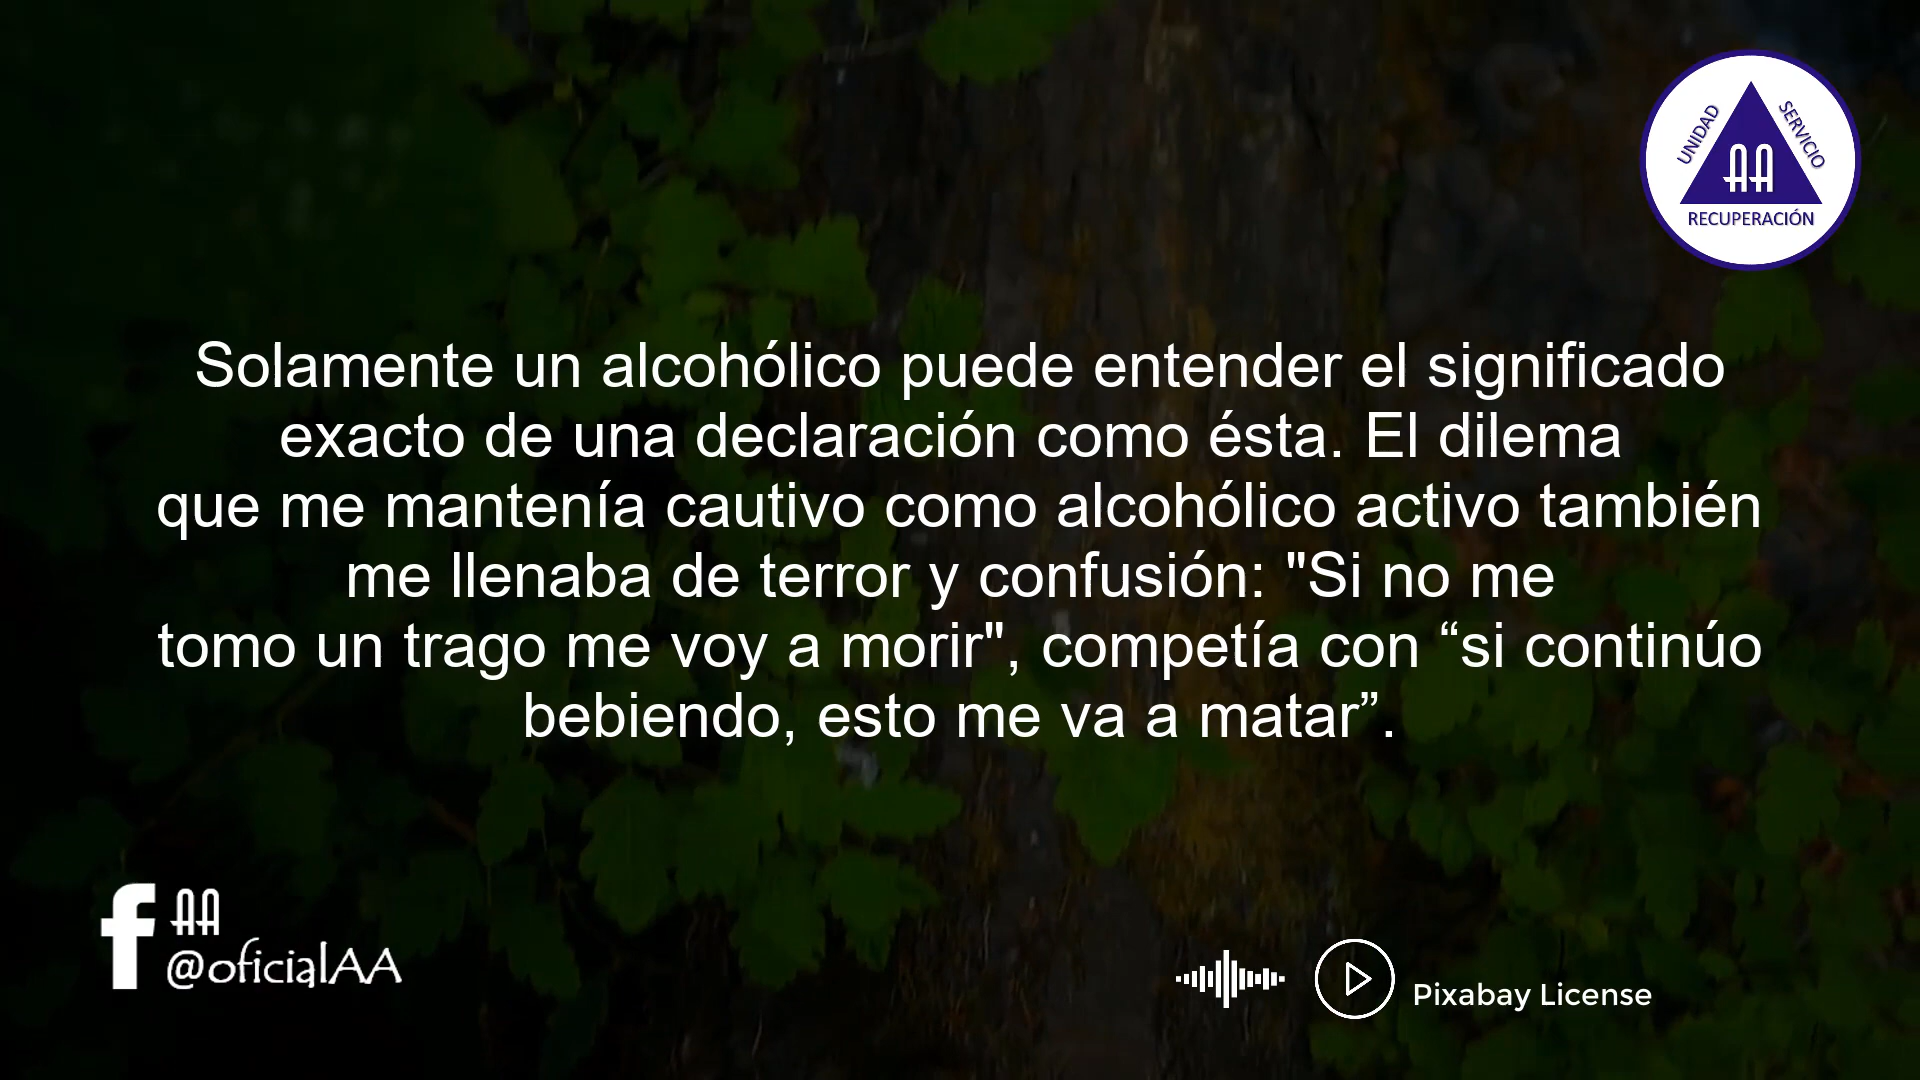 UNIDAD
SERVICIO
AA
RECUPERACIÓN
Solamente un alcohólico puede entender el significado
exacto de una declaración como ésta. El dilema
que me mantenía cautivo como alcohólico activo también
me llenaba de terror y confusión: "Si no me
tomo un trago me voy a morir", competía con “si continúo
bebiendo, esto me va a matar”.
f AA
@oficialAA
Pixabay License